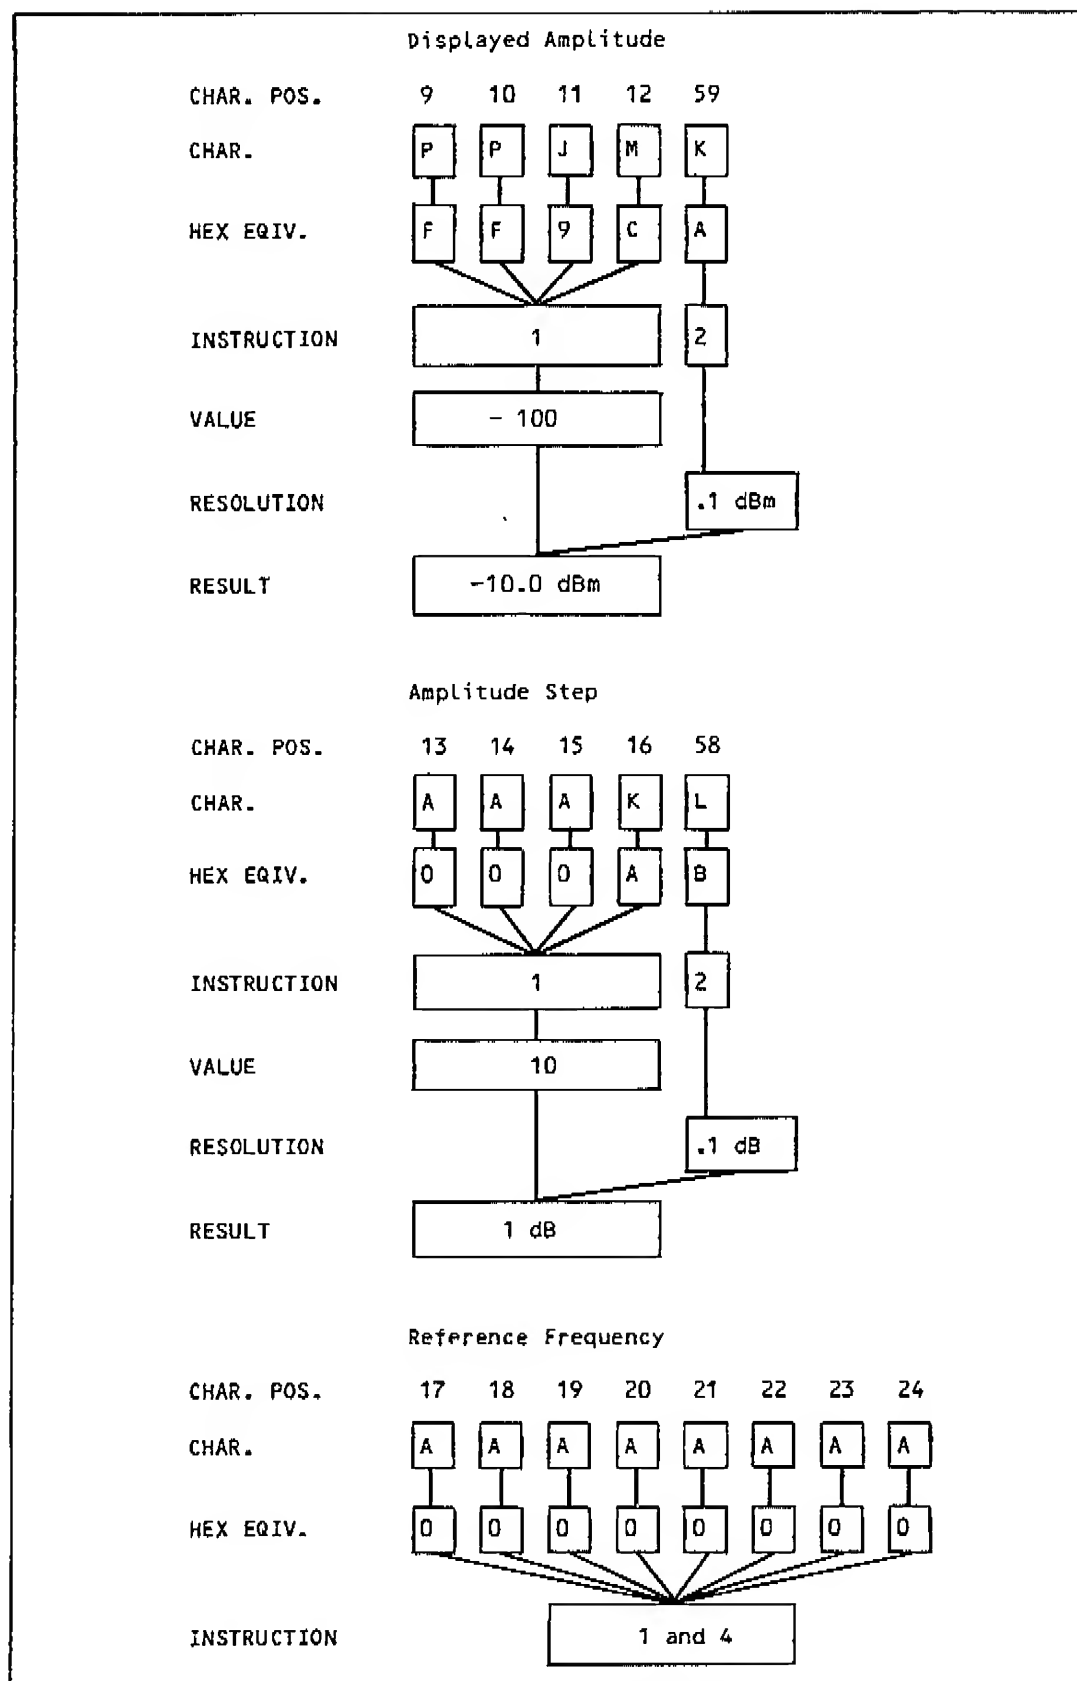 Displayed Amplitude
CHAR. POS. 9 10 11 12 59
CHAR. P P J M K
HEX EQIV. F F 9 C A
INSTRUCTION 1 2
VALUE - 100
RESOLUTION .1 dBm
RESULT -10.0 dBm
Amplitude Step
CHAR. POS. 13 14 15 16 58
CHAR. A A A K L
HEX EQIV. 0 0 0 A B
INSTRUCTION 1 2
VALUE 10
RESOLUTION .1 dB
RESULT 1 dB
Reference Frequency
CHAR. POS. 17 18 19 20 21 22 23 24
CHAR. A A A A A A A A
HEX EQIV. 0 0 0 0 0 0 0 0
INSTRUCTION 1 and 4